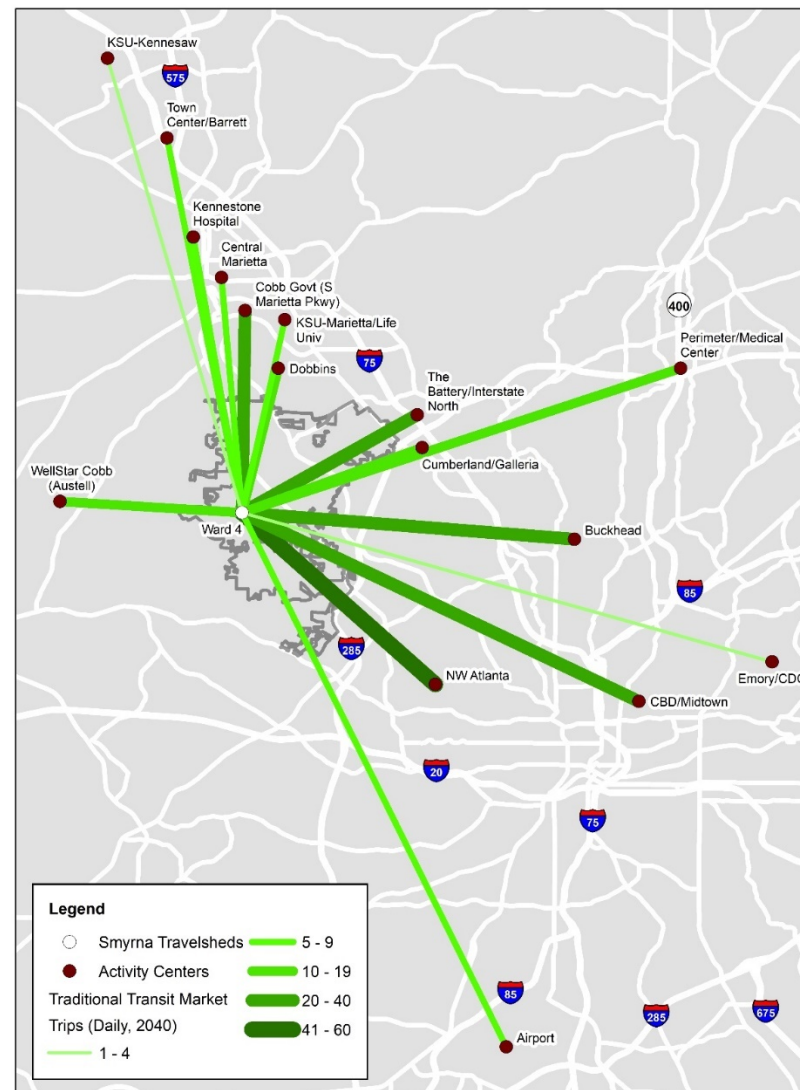 KSU-Kennesaw
575
Town
Center/Barrett
Kennestone
Hospital
Central
Marietta
Cobb Govt (S
Marietta Pkwy)
KSU-Marietta/Life
Univ
Dobbins
75
400
Perimeter/Medical
Center
The
Battery/Interstate
North
Cumberland/Galleria
WellStar Cobb
(Austell)
Ward 4
Buckhead
85
285
Emory/CDC
NW Atlanta
CBD/Midtown
20
75
Legend
Smyrna Travelsheds
Activity Centers
Traditional Transit Market
Trips (Daily, 2040)
1 - 4
5 - 9
10 - 19
20 - 40
41 - 60
85
285
675
Airport